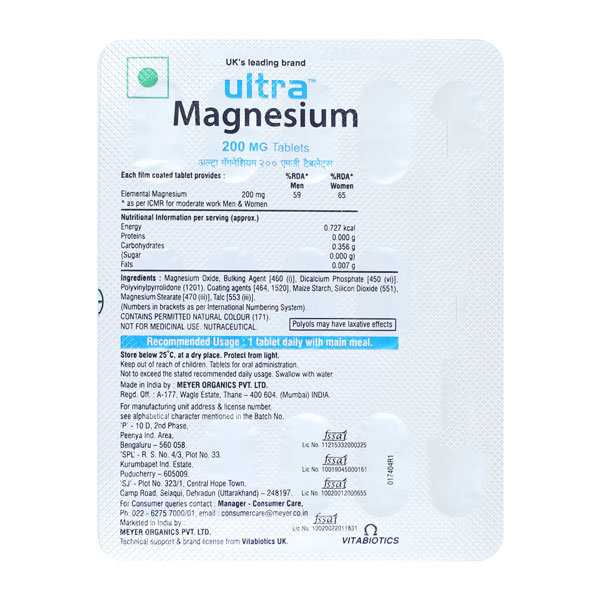 UK's leading brand
ultra™
Magnesium
200 MG Tablets
अल्ट्रा मॅग्नेशियम २०० एमजी टैबलेट्स
Each film coated tablet provides : %RDA* %RDA*
Men Women
Elemental Magnesium 200 mg. 59 65
* as per ICMR for moderate work Men & Women.
Nutritional Information per serving (approx.)
Energy 0.727 kcal
Proteins 0.000 g
Carbohydrates 0.356 g
(Sugar 0.000 g)
Fats 0.007 g
Ingredients : Magnesium Oxide, Bulking Agent [460 (i)], Dicalcium Phosphate [450 (vi)].
Polyvinylpyrrolidone (1201), Coating agents [464, 1520], Maize Starch, Silicon Dioxide (551),
Magnesium Stearate [470 (iii)], Talc [553 (iii)].
(Numbers in brackets as per International Numbering System).
CONTAINS PERMITTED NATURAL COLOUR (171).
NOT FOR MEDICINAL USE. NUTRACEUTICAL. Polyols may have laxative effects
Recommended Usage : 1 tablet daily with main meal.
Store below 25°C, at a dry place. Protect from light.
Keep out of reach of children. Tablets for oral administration.
Not to exceed the stated recommended daily usage. Swallow with water.
Made in India by : MEYER ORGANICS PVT. LTD.
Regd. Off. : A-177, Wagle Estate, Thane – 400 604. (Mumbai) INDIA.
For manufacturing unit address & license number,
see alphabetical character mentioned in the Batch No.
'P' - 10 D, 2nd Phase,
Peenya Ind. Area,
Bengaluru – 560 058.
fssai
Lic No. 11215332000325
'SPL' - R. S. No. 4/3, Plot No. 33,
Kurumbapet Ind. Estate,
Puducherry – 605009.
fssai
Lic No. 10019045000161
'SJ' - Plot No. 323/1, Central Hope Town,
Camp Road, Selaqui, Dehradun (Uttarakhand) – 248197.
fssai
Lic No. 10020012000655
For Consumer queries contact : Manager - Consumer Care,
Ph: 022 - 6275 7000/01, email : consumercare@meyer.co.in
Marketed in India by :
MEYER ORGANICS PVT. LTD.
fssai
Lic No. 10020022011831
Technical support & brand license from Vitabiotics UK.
VITABIOTICS
017404R1